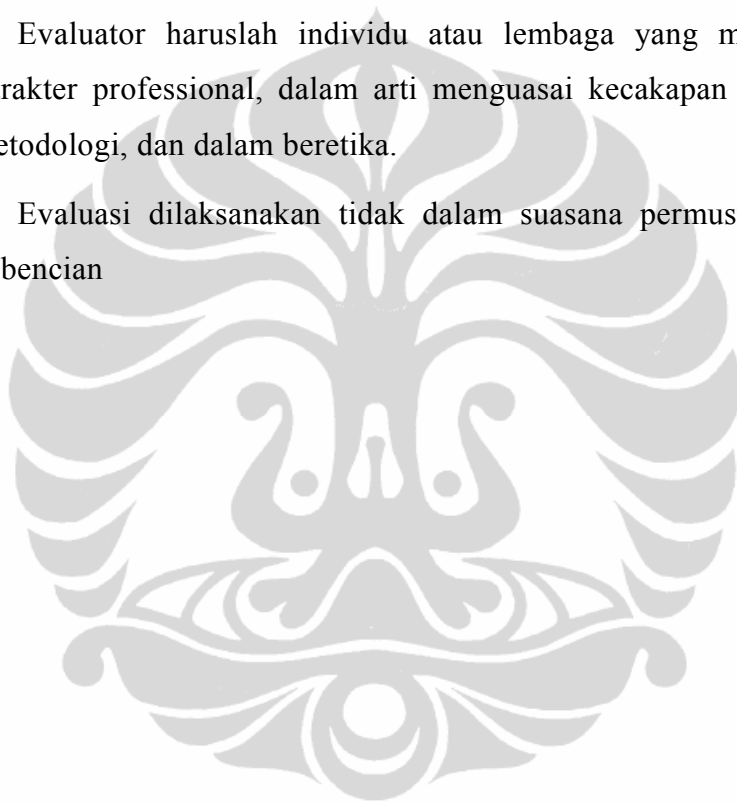 Evaluator haruslah individu atau lembaga yang m
rakter professional, dalam arti menguasai kecakapan
etodologi, dan dalam beretika.
Evaluasi dilaksanakan tidak dalam suasana permus
bencian